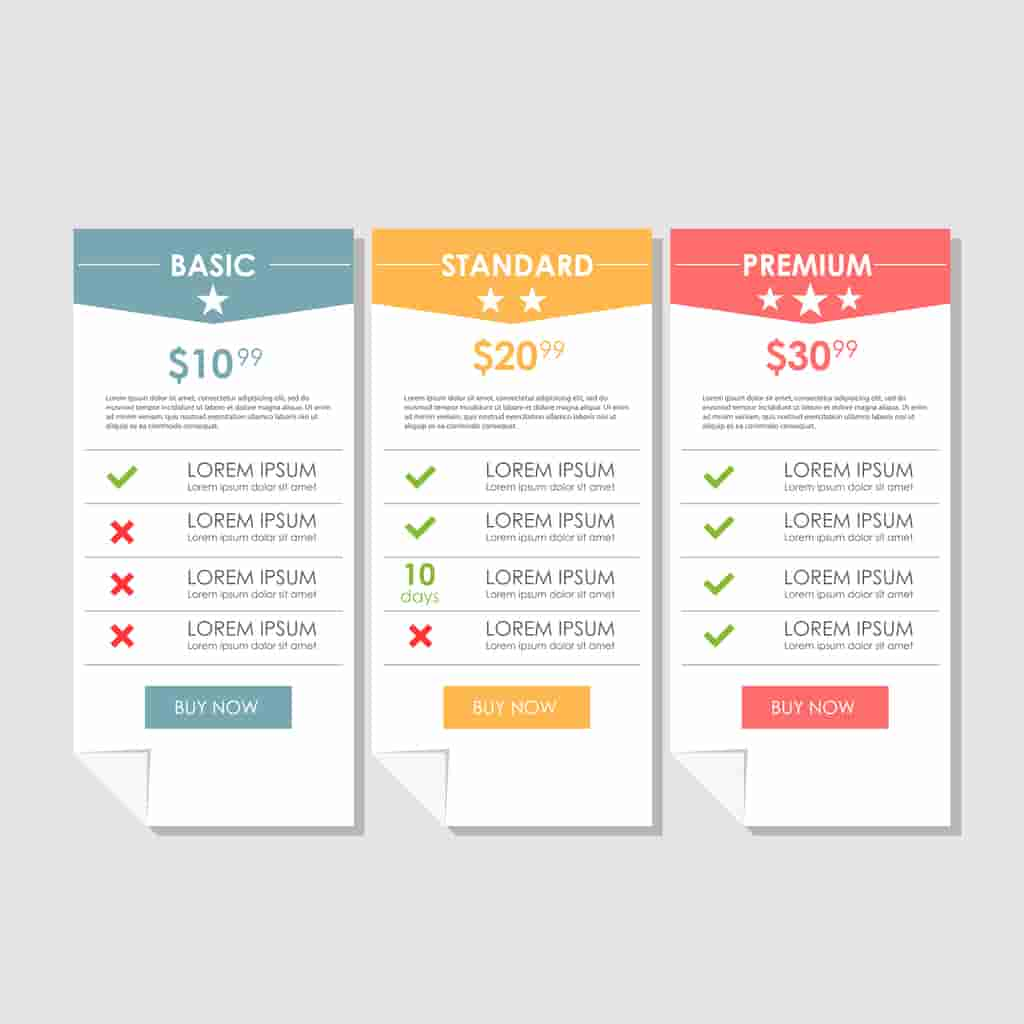 BASIC
$10 99
Lorem ipsum dolor sit amet, consectetur adipiscing elit, sed do
eiusmod tempor incididunt ut labore et dolore magna aliqua. Ut enim
ad minim veniam, quis nostrud exercitation ullamco laboris nisi ut
aliquip ex ea commodo consequat.
LOREM IPSUM
Lorem ipsum dolor sit amet
LOREM IPSUM
Lorem ipsum dolor sit amet
LOREM IPSUM
Lorem ipsum dolor sit amet
LOREM IPSUM
Lorem ipsum dolor sit amet
BUY NOW
STANDARD
$20 99
Lorem ipsum dolor sit amet, consectetur adipiscing elit, sed do
eiusmod tempor incididunt ut labore et dolore magna aliqua. Ut enim
ad minim veniam, quis nostrud exercitation ullamco laboris nisi ut
aliquip ex ea commodo consequat.
LOREM IPSUM
Lorem ipsum dolor sit amet
LOREM IPSUM
Lorem ipsum dolor sit amet
10
days
LOREM IPSUM
Lorem ipsum dolor sit amet
LOREM IPSUM
Lorem ipsum dolor sit amet
BUY NOW
PREMIUM
$30 99
Lorem ipsum dolor sit amet, consectetur adipiscing elit, sed do
eiusmod tempor incididunt ut labore et dolore magna aliqua. Ut enim
ad minim veniam, quis nostrud exercitation ullamco laboris nisi ut
aliquip ex ea commodo consequat.
LOREM IPSUM
Lorem ipsum dolor sit amet
LOREM IPSUM
Lorem ipsum dolor sit amet
LOREM IPSUM
Lorem ipsum dolor sit amet
LOREM IPSUM
Lorem ipsum dolor sit amet
BUY NOW